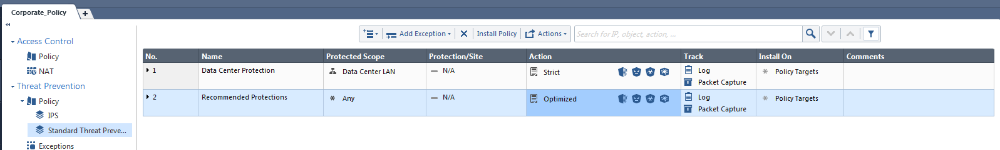 Corporate_Policy
Access Control
Policy
NAT
Threat Prevention
Policy
IPS
Standard Threat Preve...
Exceptions
Add Exception Install Policy Actions Search for IP, object, action, ...
No. Name Protected Scope Protection/Site Action Track Install On Comments
1 Data Center Protection Data Center LAN N/A Strict Log Policy Targets
Packet Capture
2 Recommended Protections Any N/A Optimized Log Policy Targets
Packet Capture